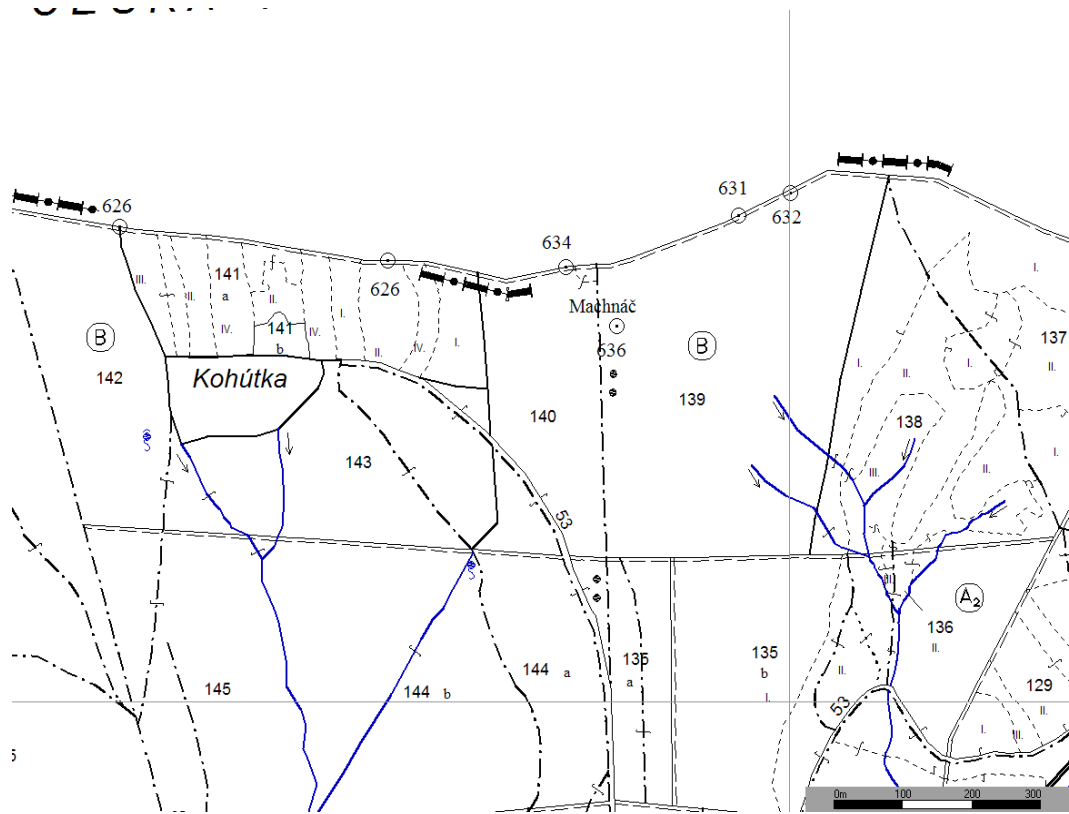 631
632
626
634
626
Machnáč
636
141
a
III.
III.
II.
I.
IV.
IV.
141
b
II.
IV.
I.
B
B
142
Kohútka
140
139
137
I.
II.
I.
II.
I.
I.
138
III.
II.
143
53
II.
A2
136
II.
145
144 b
144 a
135
a
135
b
I.
II.
53
129
II.
I.
III.
0m 100 200 300